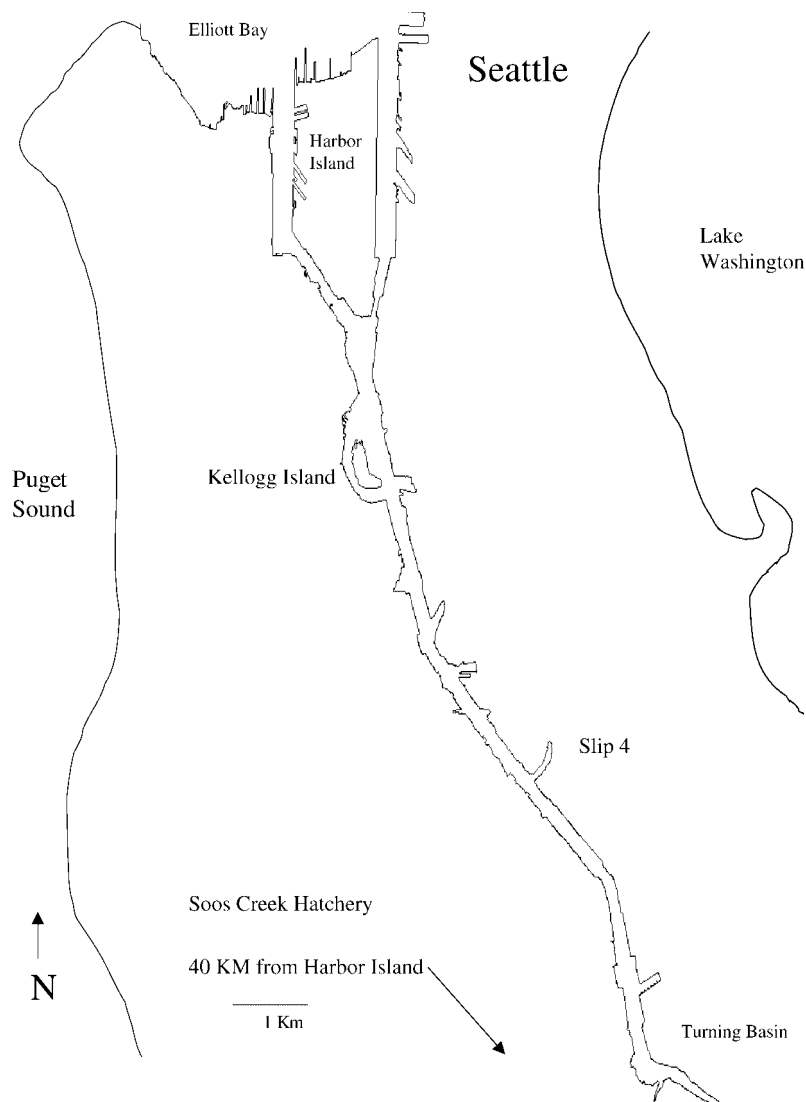 Elliott Bay
Seattle
Harbor
Island
Lake
Washington
Puget
Sound
Kellogg Island
Slip 4
Soos Creek Hatchery
40 KM from Harbor Island
N
1 Km
Turning Basin